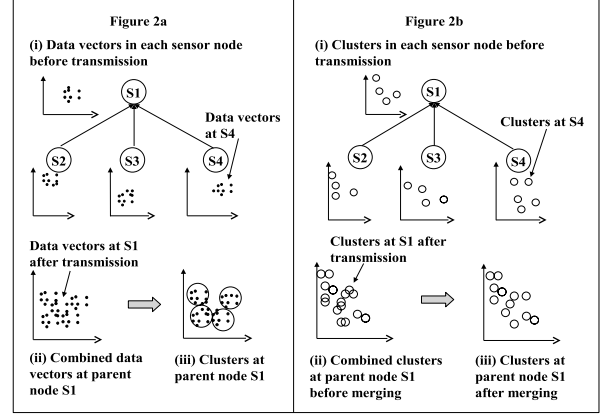 Figure 2a
(i) Data vectors in each sensor node
before transmission
S1
Data vectors
at S4
S2
S3
S4
Data vectors at S1
after transmission
(ii) Combined data
vectors at parent
node S1
(iii) Clusters at
parent node S1
Figure 2b
(i) Clusters in each sensor node before
transmission
S1
Clusters at S4
S2
S3
S4
Clusters at S1 after
transmission
(ii) Combined clusters
at parent node S1
before merging
(iii) Clusters at
parent node S1
after merging